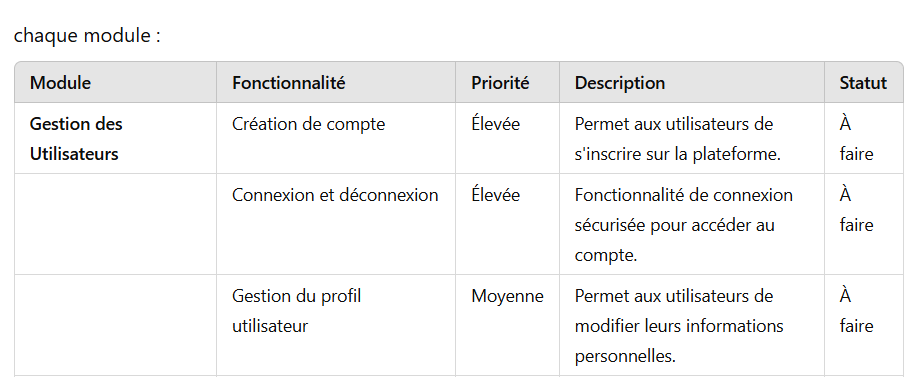 chaque module :
Module Fonctionnalité Priorité Description Statut
Gestion des Utilisateurs Création de compte Élevée Permet aux utilisateurs de s'inscrire sur la plateforme. À faire
Connexion et déconnexion Élevée Fonctionnalité de connexion sécurisée pour accéder au compte. À faire
Gestion du profil utilisateur Moyenne Permet aux utilisateurs de modifier leurs informations personnelles. À faire